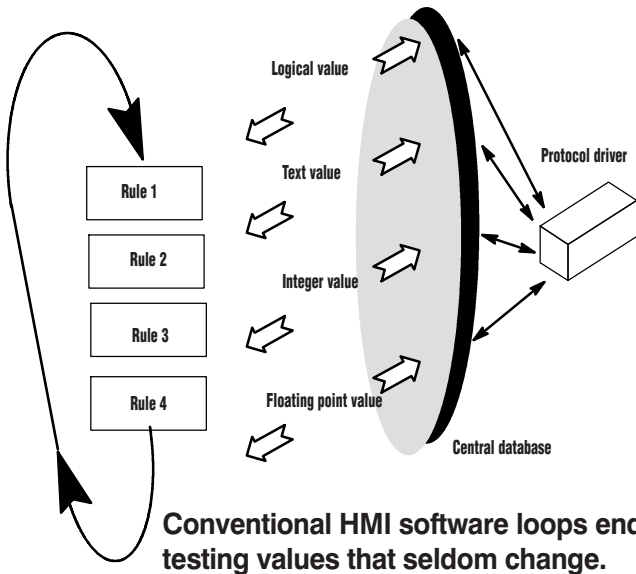 Logical value
Protocol driver
Text value
Rule 1
Rule 2
Integer value
Rule 3
Rule 4
Floating point value
Central database
Conventional HMI software loops
testing values that seldom change.